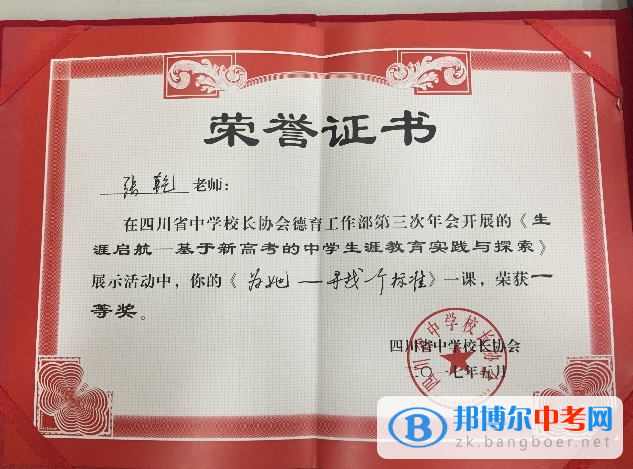 荣誉证书
张乾老师:
在四川省中学校长协会德育工作部第三次年会开展的《生
涯启航—基于新高考的中学生涯教育实践与探索》
展示活动中，你的《为她——寻找一个标准》一课，荣获一
等奖。
四川省中学校长协会
二〇一七年五月
四川省中学校长协会
邦博尔中考网
zk.bangboer.net